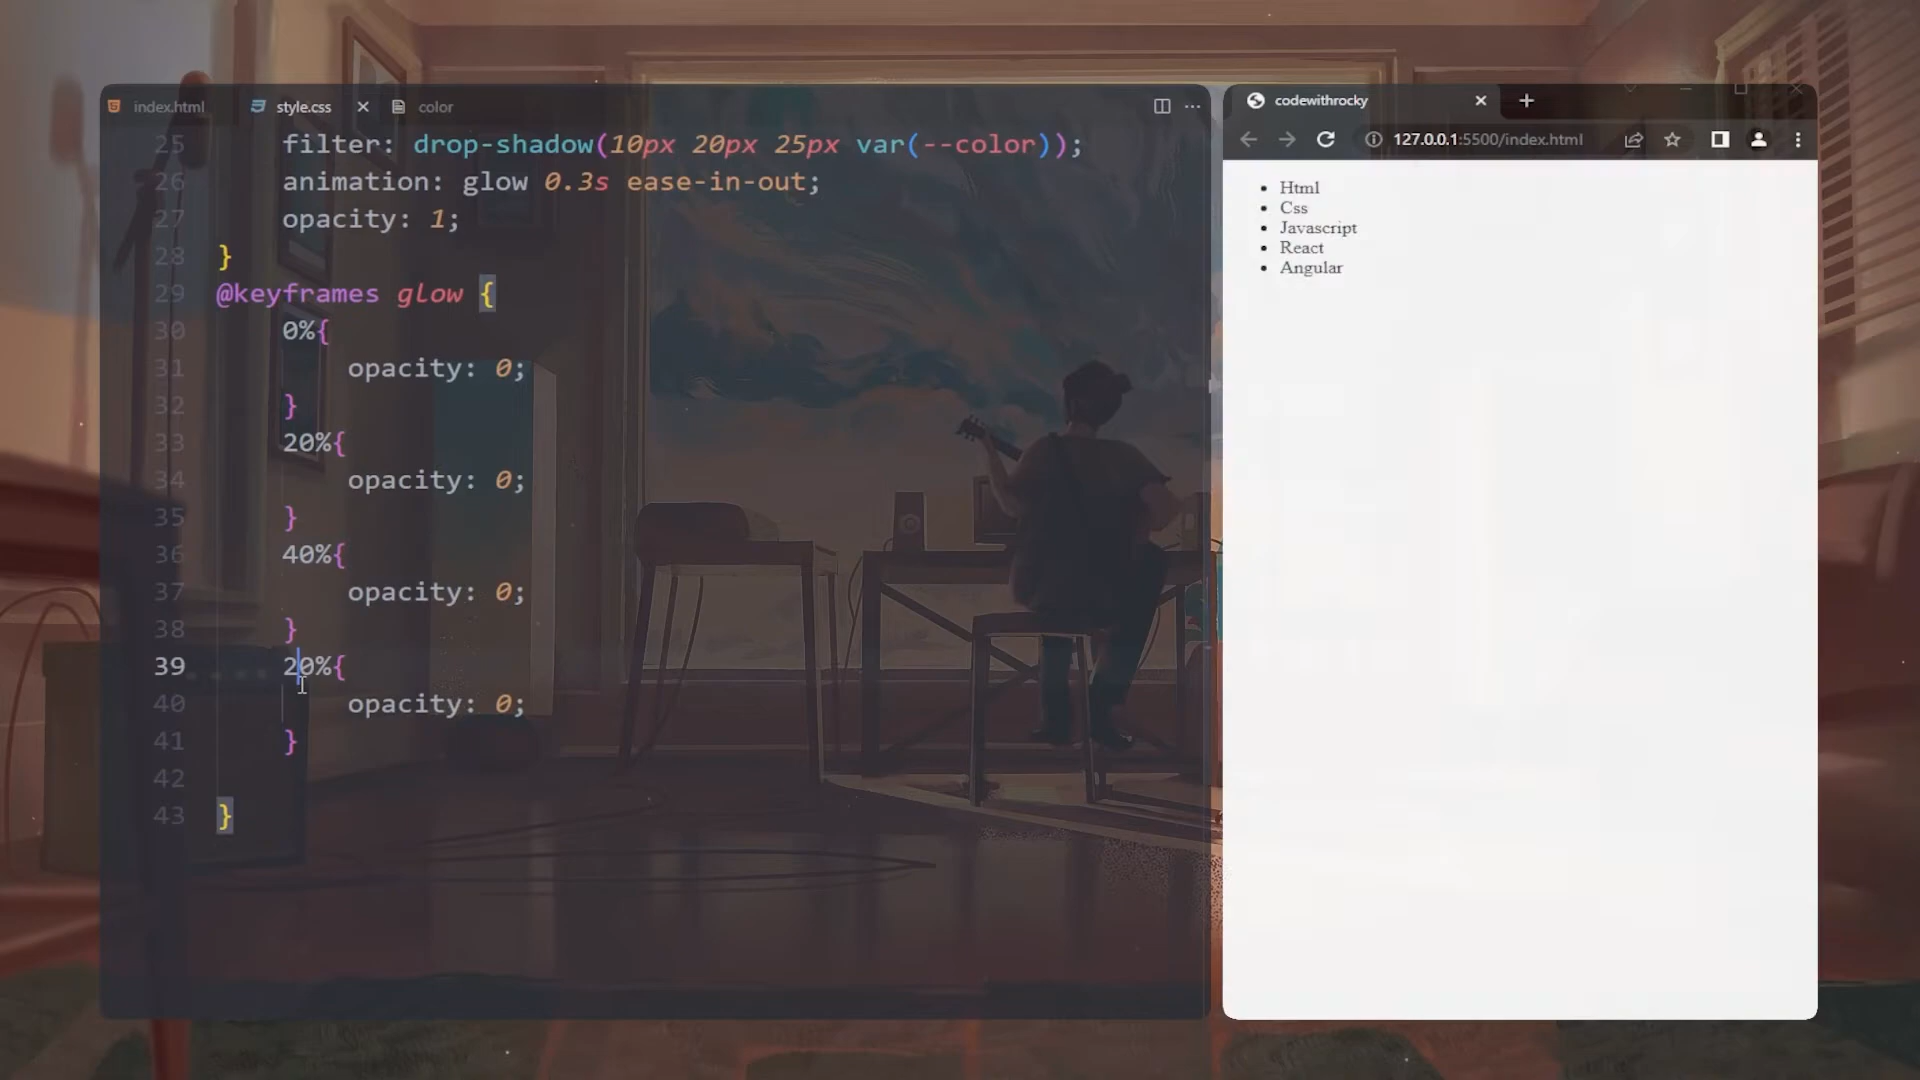 index.html style.css color
25 filter: drop-shadow(10px 20px 25px var(--color));
26 animation: glow 0.3s ease-in-out;
27 opacity: 1;
28 }
29 @keyframes glow {
30 0%{
31 opacity: 0;
32 }
33 20%{
34 opacity: 0;
35 }
36 40%{
37 opacity: 0;
38 }
39 20%{
40 opacity: 0;
41 }
42
43 }
codewithrocky
127.0.0.1:5500/index.html
• Html
• Css
• Javascript
• React
• Angular